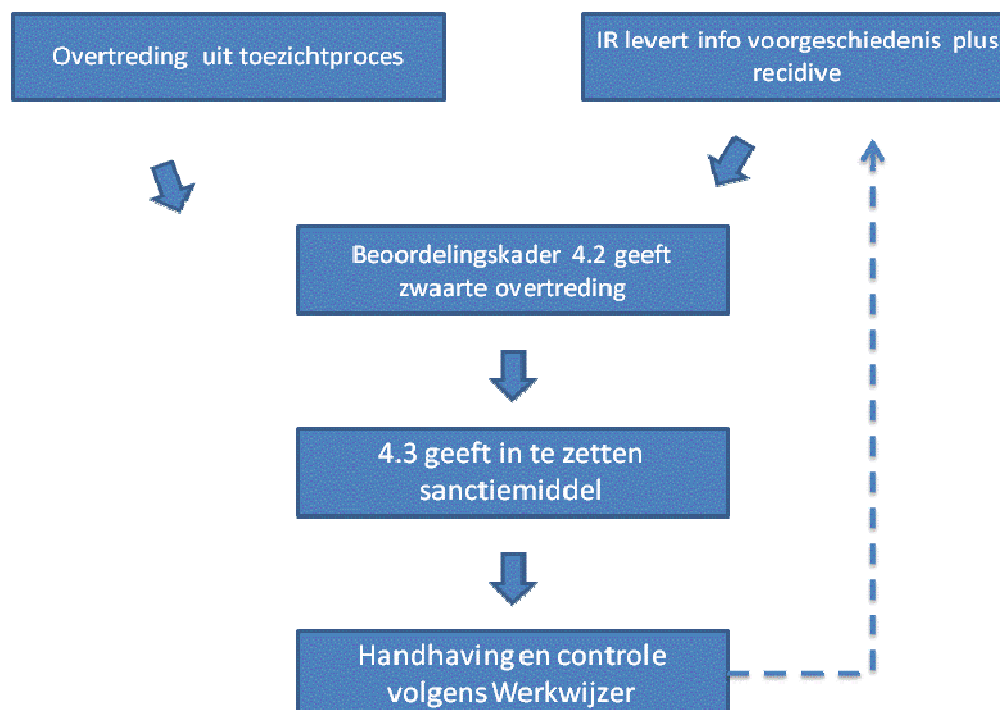 Overtreding uit toezichtproces
IR levert info voorgeschiedenis plus
recidive
Beoordelingskader 4.2 geeft
zwaarte overtreding
4.3 geeft in te zetten
sanctiemiddel
Handhaving en controle
volgens Werkwijzer